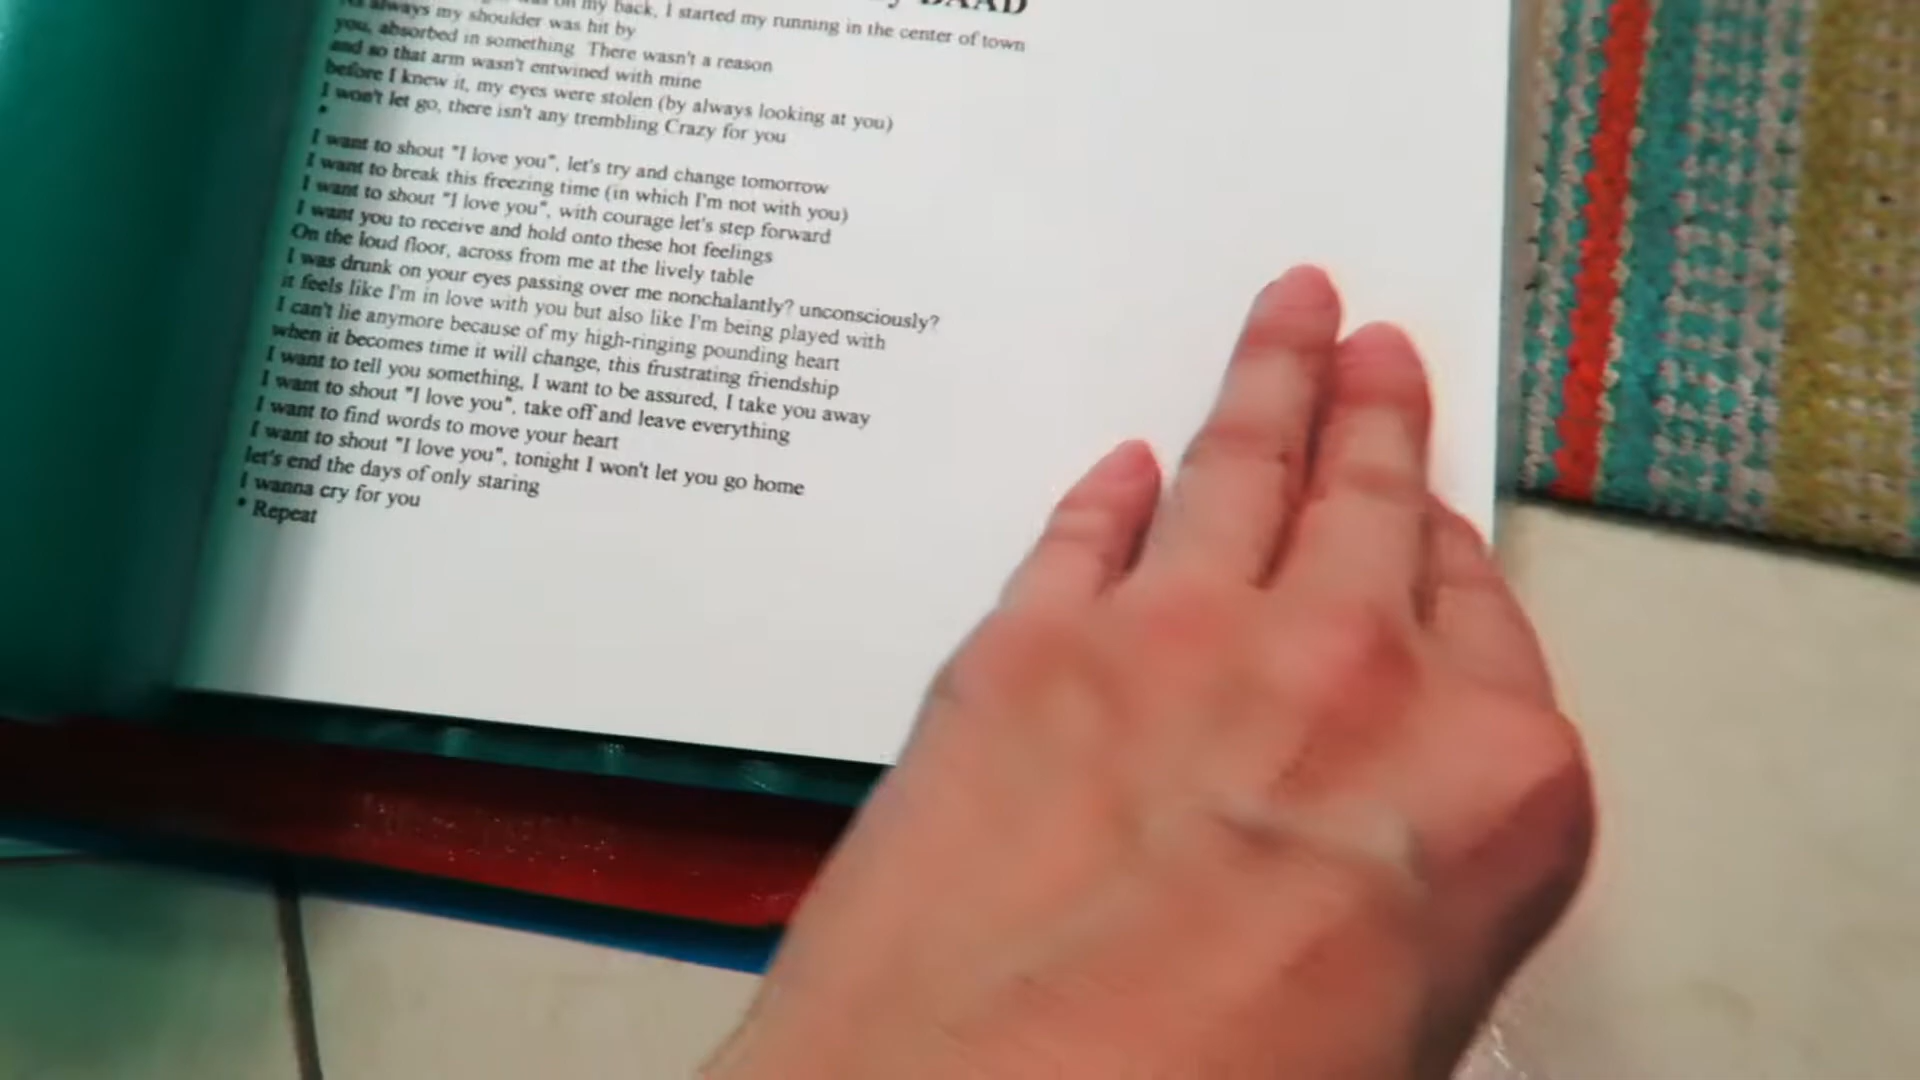 BAAD
on my back, I started my running in the center of town
always my shoulder was hit by
you, absorbed in something. There wasn't a reason
and so that arm wasn't entwined with mine
before I knew it, my eyes were stolen (by always looking at you)
I won't let go, there isn't any trembling Crazy for you
*
I want to shout "I love you", let's try and change tomorrow
I want to break this freezing time (in which I'm not with you)
I want to shout "I love you", with courage let's step forward
I want you to receive and hold onto these hot feelings
On the loud floor, across from me at the lively table
I was drunk on your eyes passing over me nonchalantly? unconsciously?
it feels like I'm in love with you but also like I'm being played with
I can't lie anymore because of my high-ringing pounding heart
when it becomes time it will change, this frustrating friendship
I want to tell you something, I want to be assured, I take you away
I want to shout "I love you", take off and leave everything
I want to find words to move your heart
I want to shout "I love you", tonight I won't let you go home
let's end the days of only staring
I wanna cry for you
* Repeat